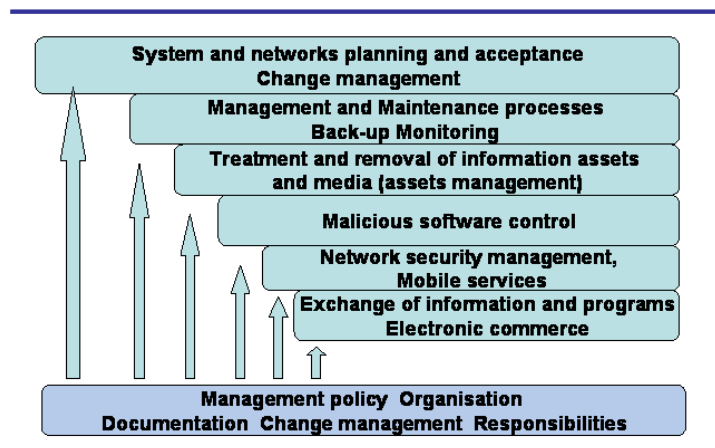 System and networks planning and acceptance
Change management
Management and Maintenance processes
Back-up Monitoring
Treatment and removal of information assets
and media (assets management)
Malicious software control
Network security management,
Mobile services
Exchange of information and programs
Electronic commerce
Management policy Organisation
Documentation Change management Responsibilities